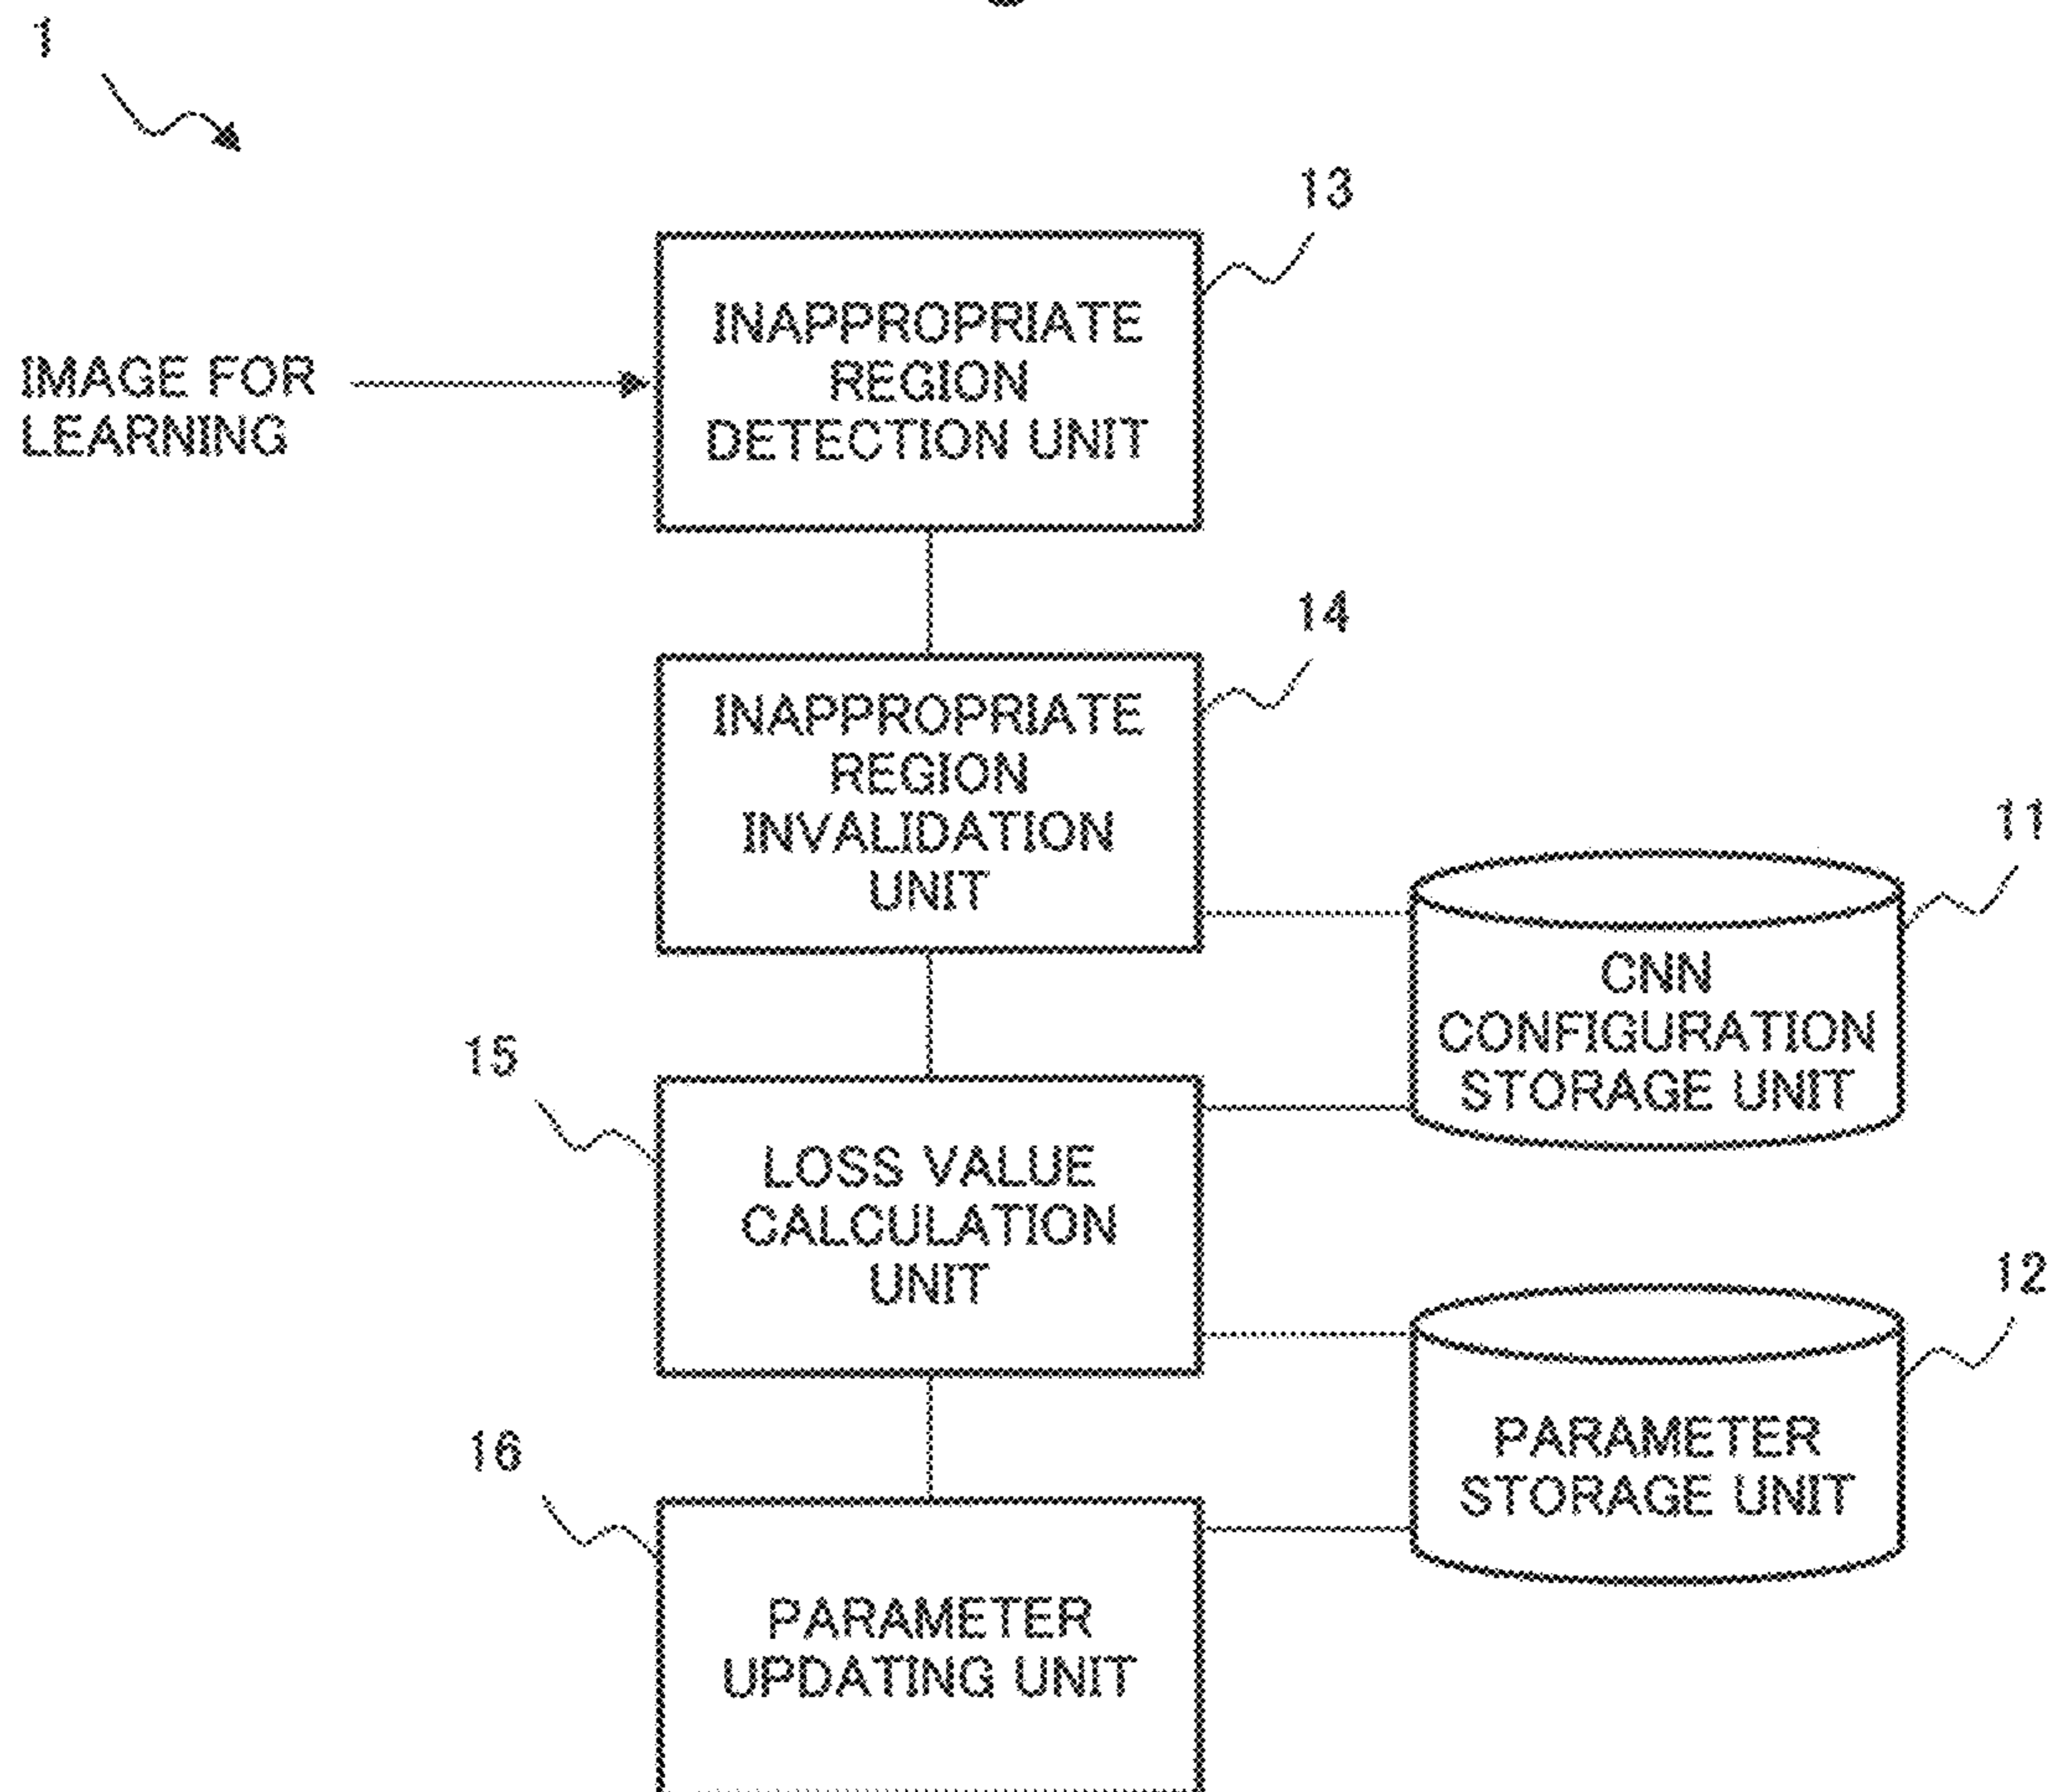 1
13
INAPPROPRIATE
REGION
DETECTION UNIT
IMAGE FOR
LEARNING
14
INAPPROPRIATE
REGION
INVALIDATION
UNIT
11
CNN
CONFIGURATION
STORAGE UNIT
15
LOSS VALUE
CALCULATION
UNIT
12
PARAMETER
STORAGE UNIT
16
PARAMETER
UPDATING UNIT